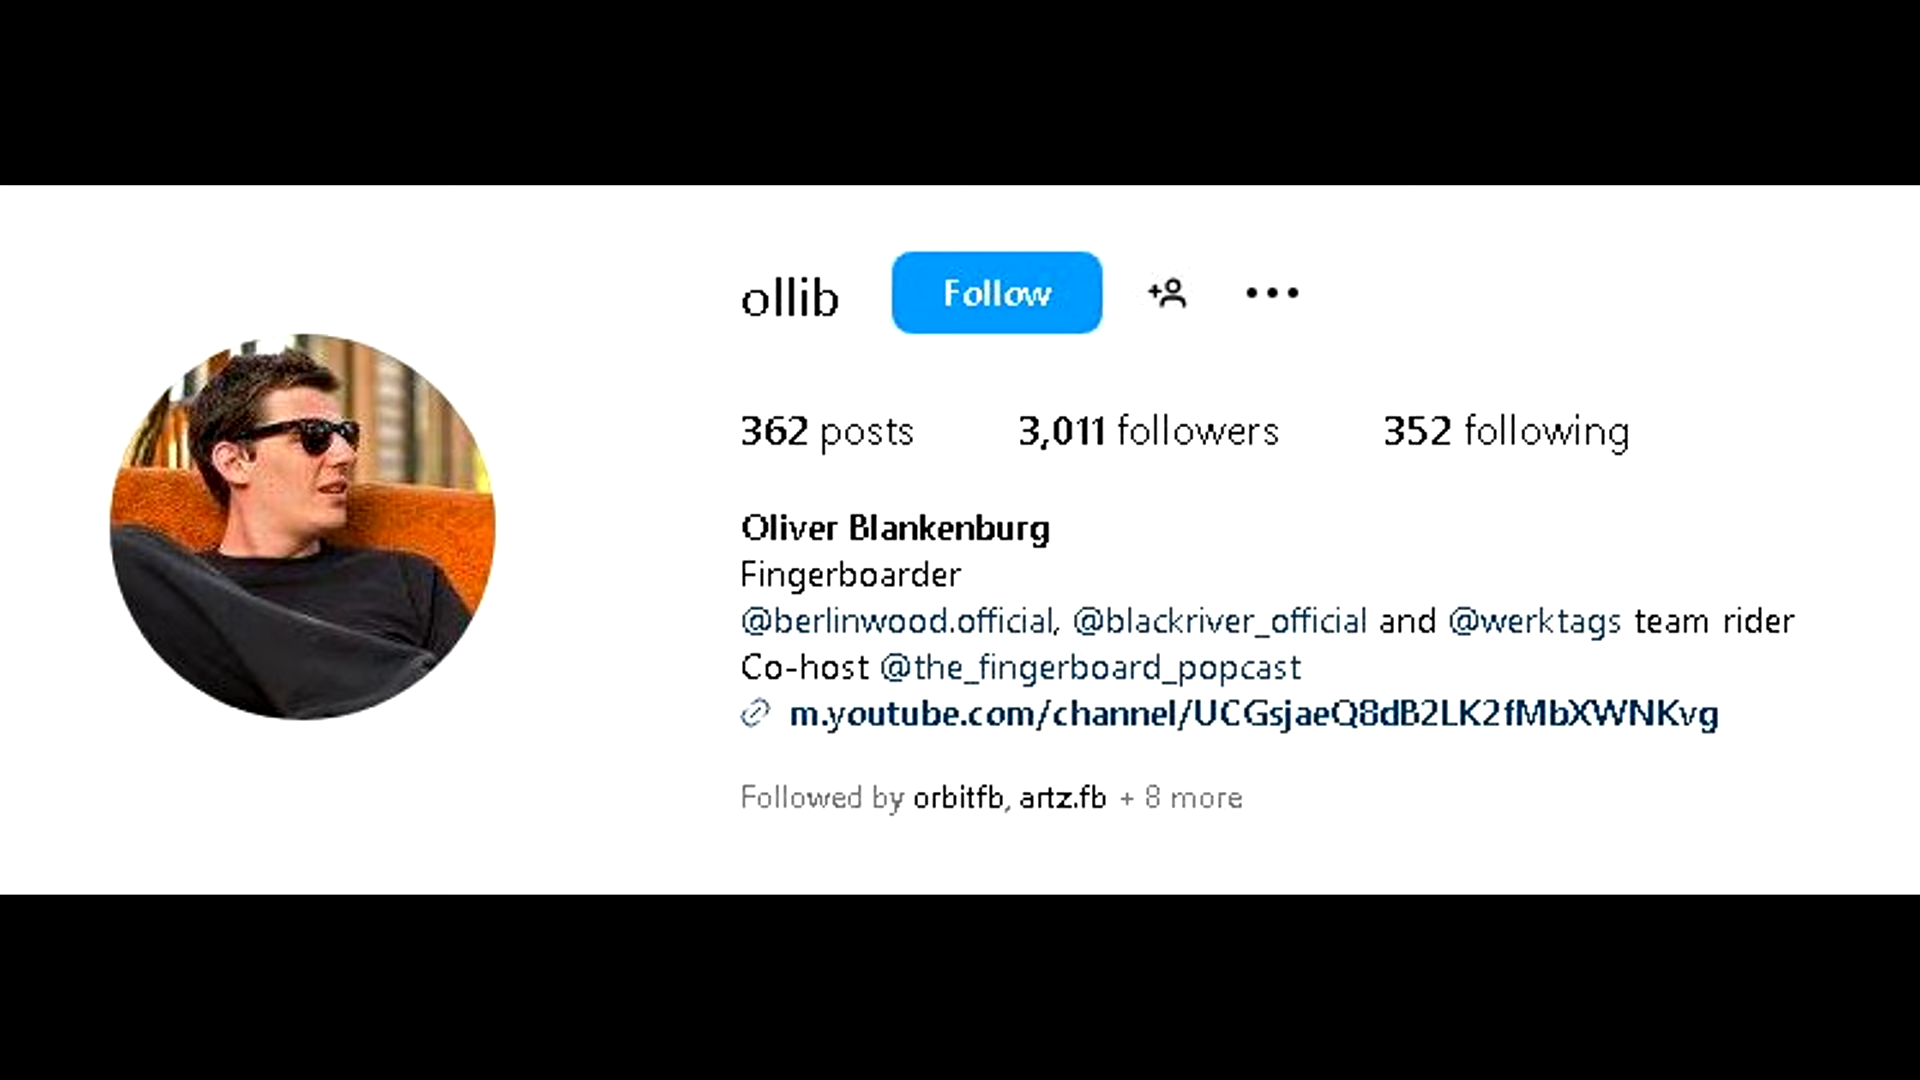 ollib Follow
362 posts 3,011 followers 352 following
Oliver Blankenburg
Fingerboarder
@berlinwood.official, @blackriver_official and @werktags team rider
Co-host @the_fingerboard_popcast
m.youtube.com/channel/UCGsjaeQ8dB2LK2fMbXWNKvg
Followed by orbitfb, artz.fb + 8 more